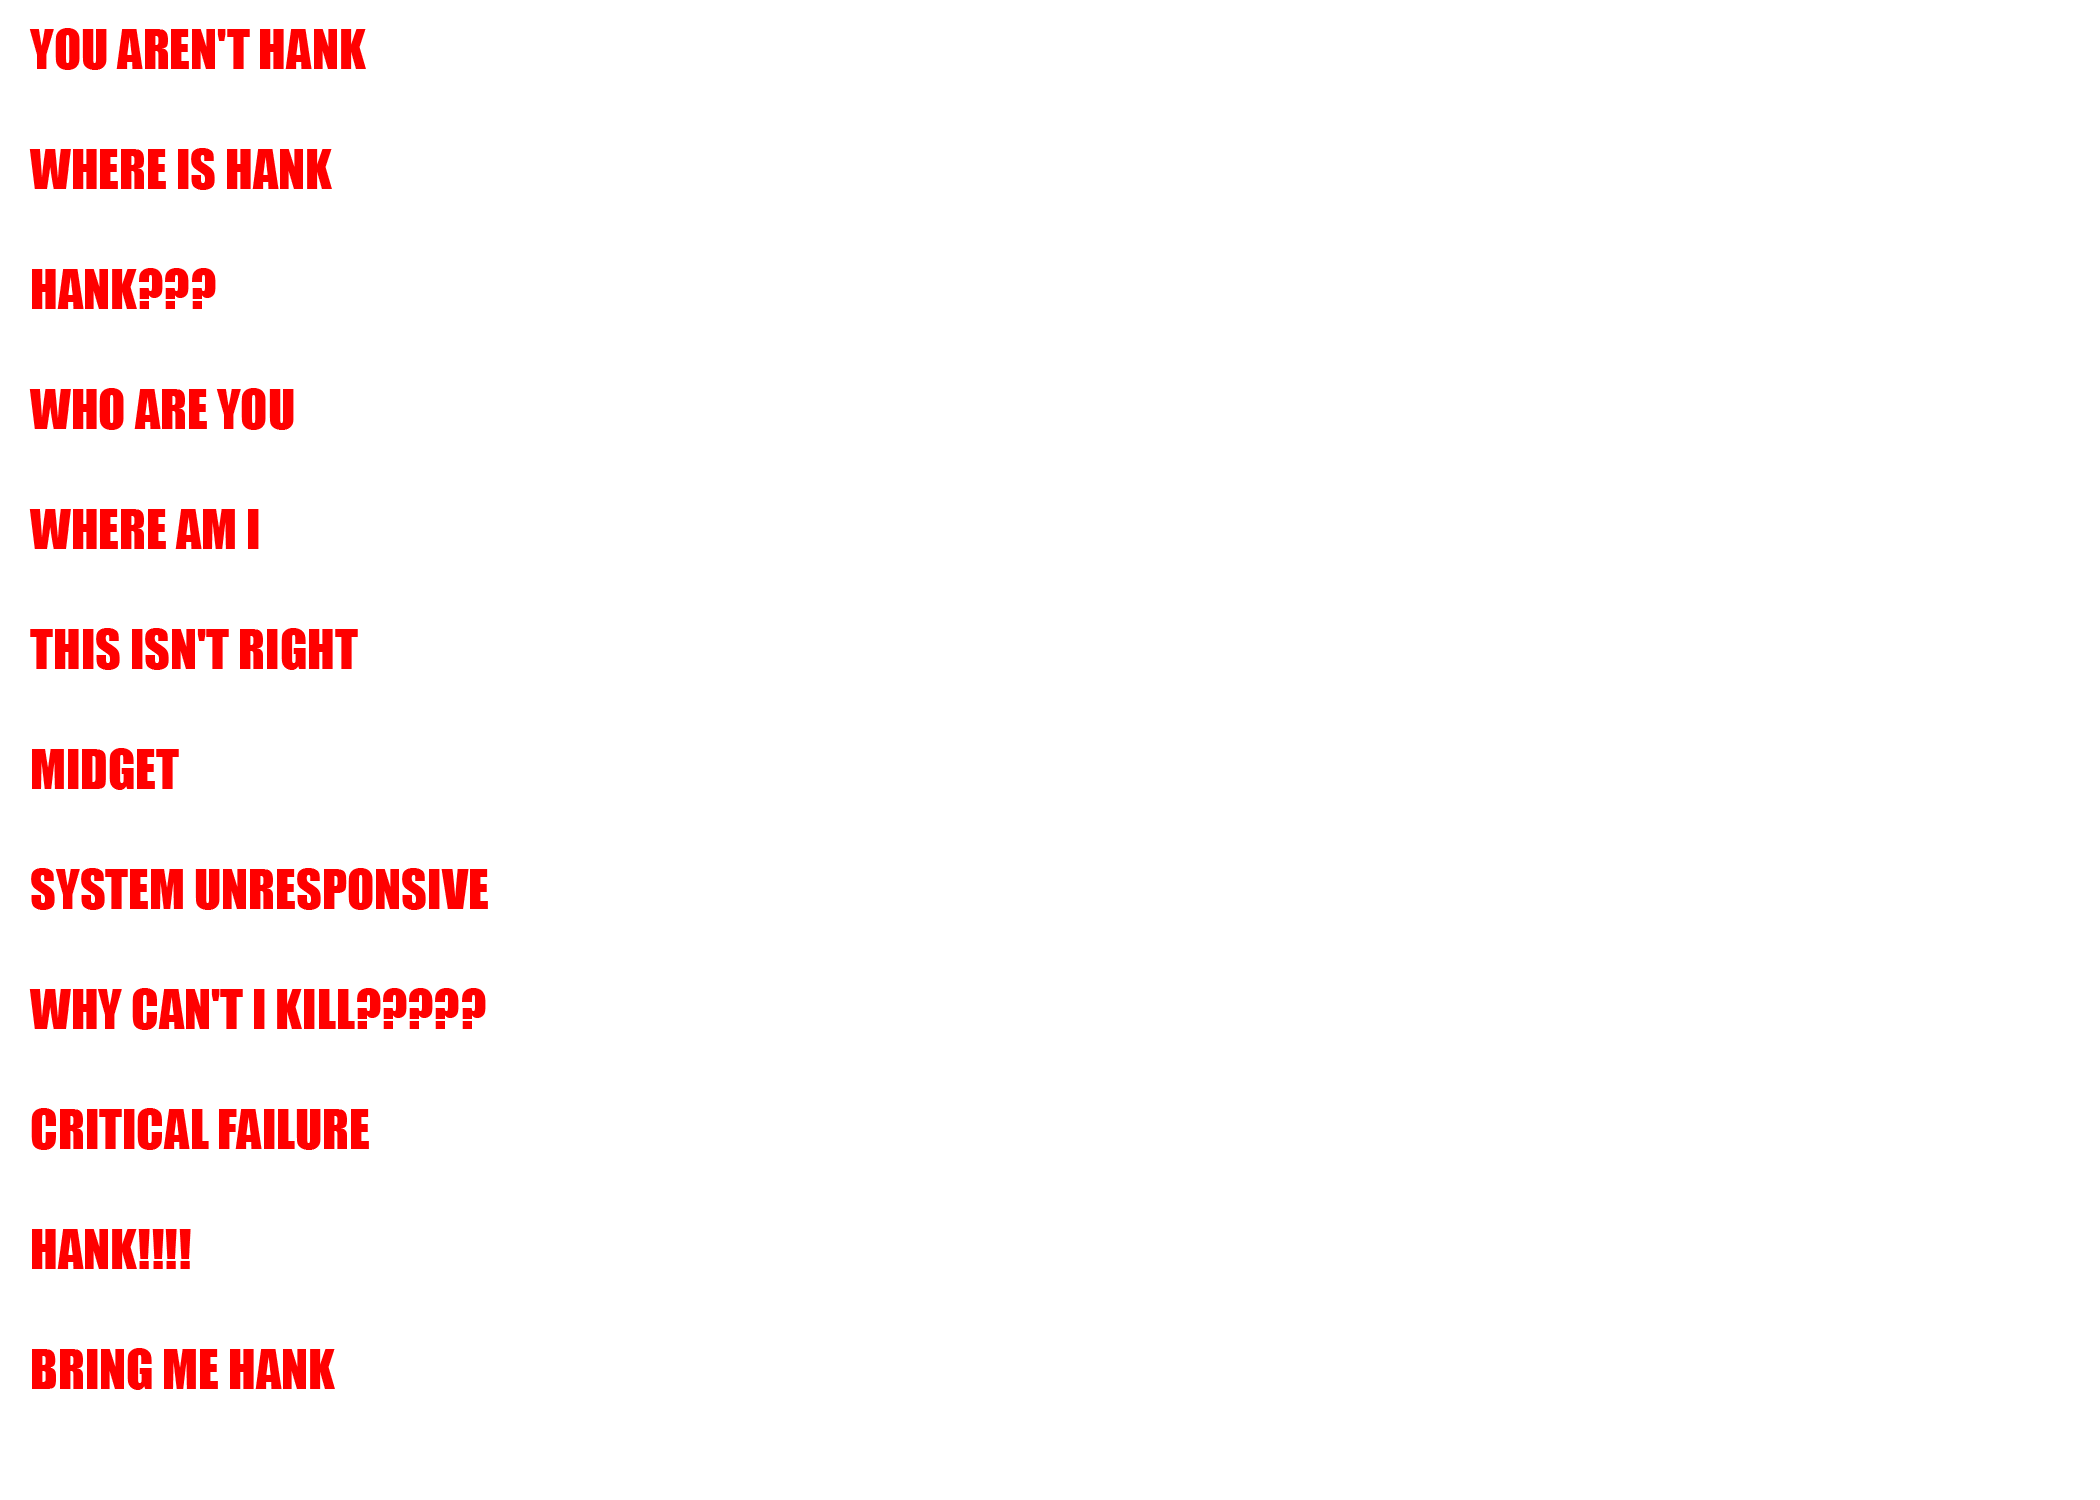 YOU AREN'T HANK
WHERE IS HANK
HANK???
WHO ARE YOU
WHERE AM I
THIS ISN'T RIGHT
MIDGET
SYSTEM UNRESPONSIVE
WHY CAN'T I KILL?????
CRITICAL FAILURE
HANK!!!!
BRING ME HANK